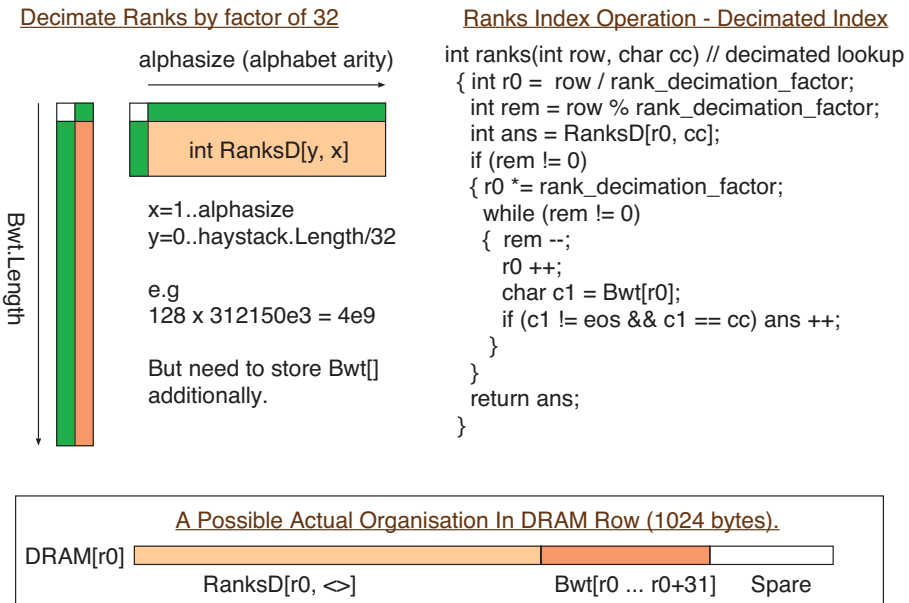 Decimate Ranks by factor of 32
alphasize (alphabet arity)
Bwt.Length
int RanksD[y, x]
x=1..alphasize
y=0..haystack.Length/32
e.g
128 x 312150e3 = 4e9
But need to store Bwt[]
additionally.
Ranks Index Operation - Decimated Index
int ranks(int row, char cc) // decimated lookup
{ int r0 = row / rank_decimation_factor;
int rem = row % rank_decimation_factor;
int ans = RanksD[r0, cc];
if (rem != 0)
{ r0 *= rank_decimation_factor;
while (rem != 0)
{ rem --;
r0 ++;
char c1 = Bwt[r0];
if (c1 != eos && c1 == cc) ans ++;
}
}
return ans;
}
A Possible Actual Organisation In DRAM Row (1024 bytes).
DRAM[r0]
RanksD[r0, <>]
Bwt[r0 ... r0+31]
Spare